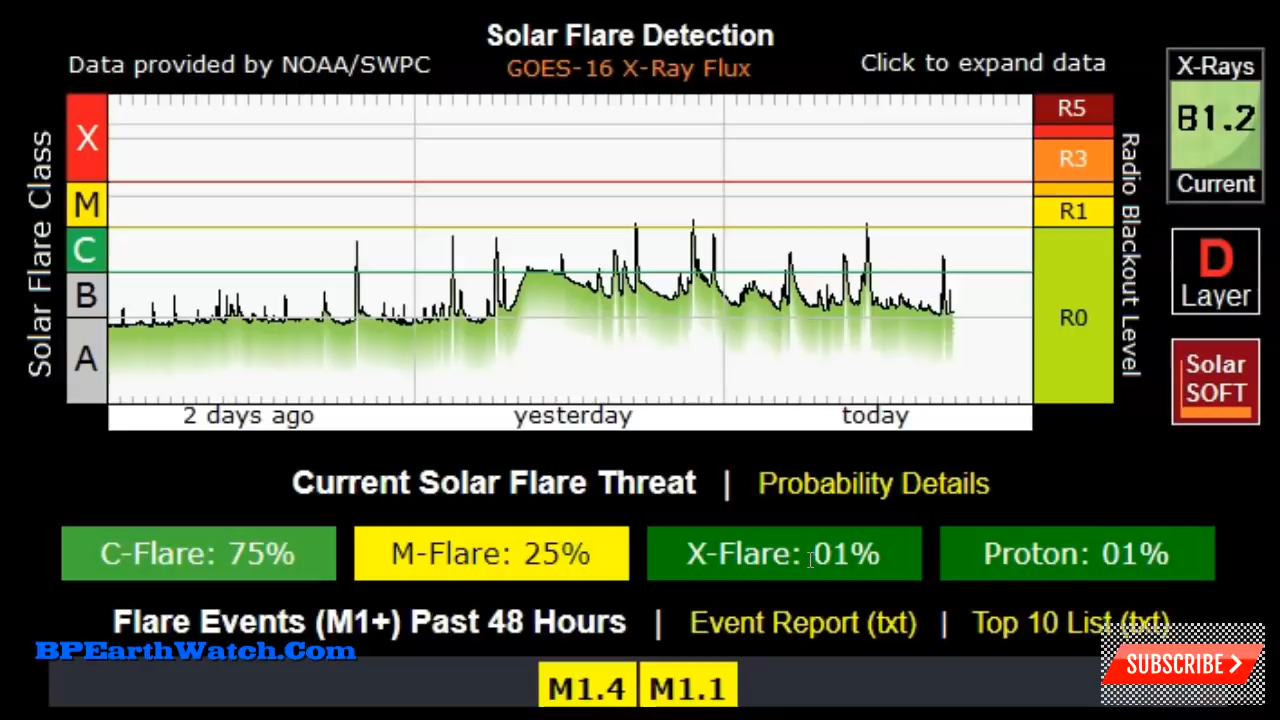 Solar Flare Detection
Data provided by NOAA/SWPC
GOES-16 X-Ray Flux
Click to expand data
X-Rays
B1.2
Current
Solar Flare Class
X
M
C
B
A
R5
R3
R1
R0
Radio Blackout Level
D
Layer
Solar
SOFT
2 days ago
yesterday
today
Current Solar Flare Threat | Probability Details
C-Flare: 75%
M-Flare: 25%
X-Flare: 01%
Proton: 01%
Flare Events (M1+) Past 48 Hours | Event Report (txt) | Top 10 List (txt)
BPEarthWatch.Com
SUBSCRIBE
M1.4
M1.1